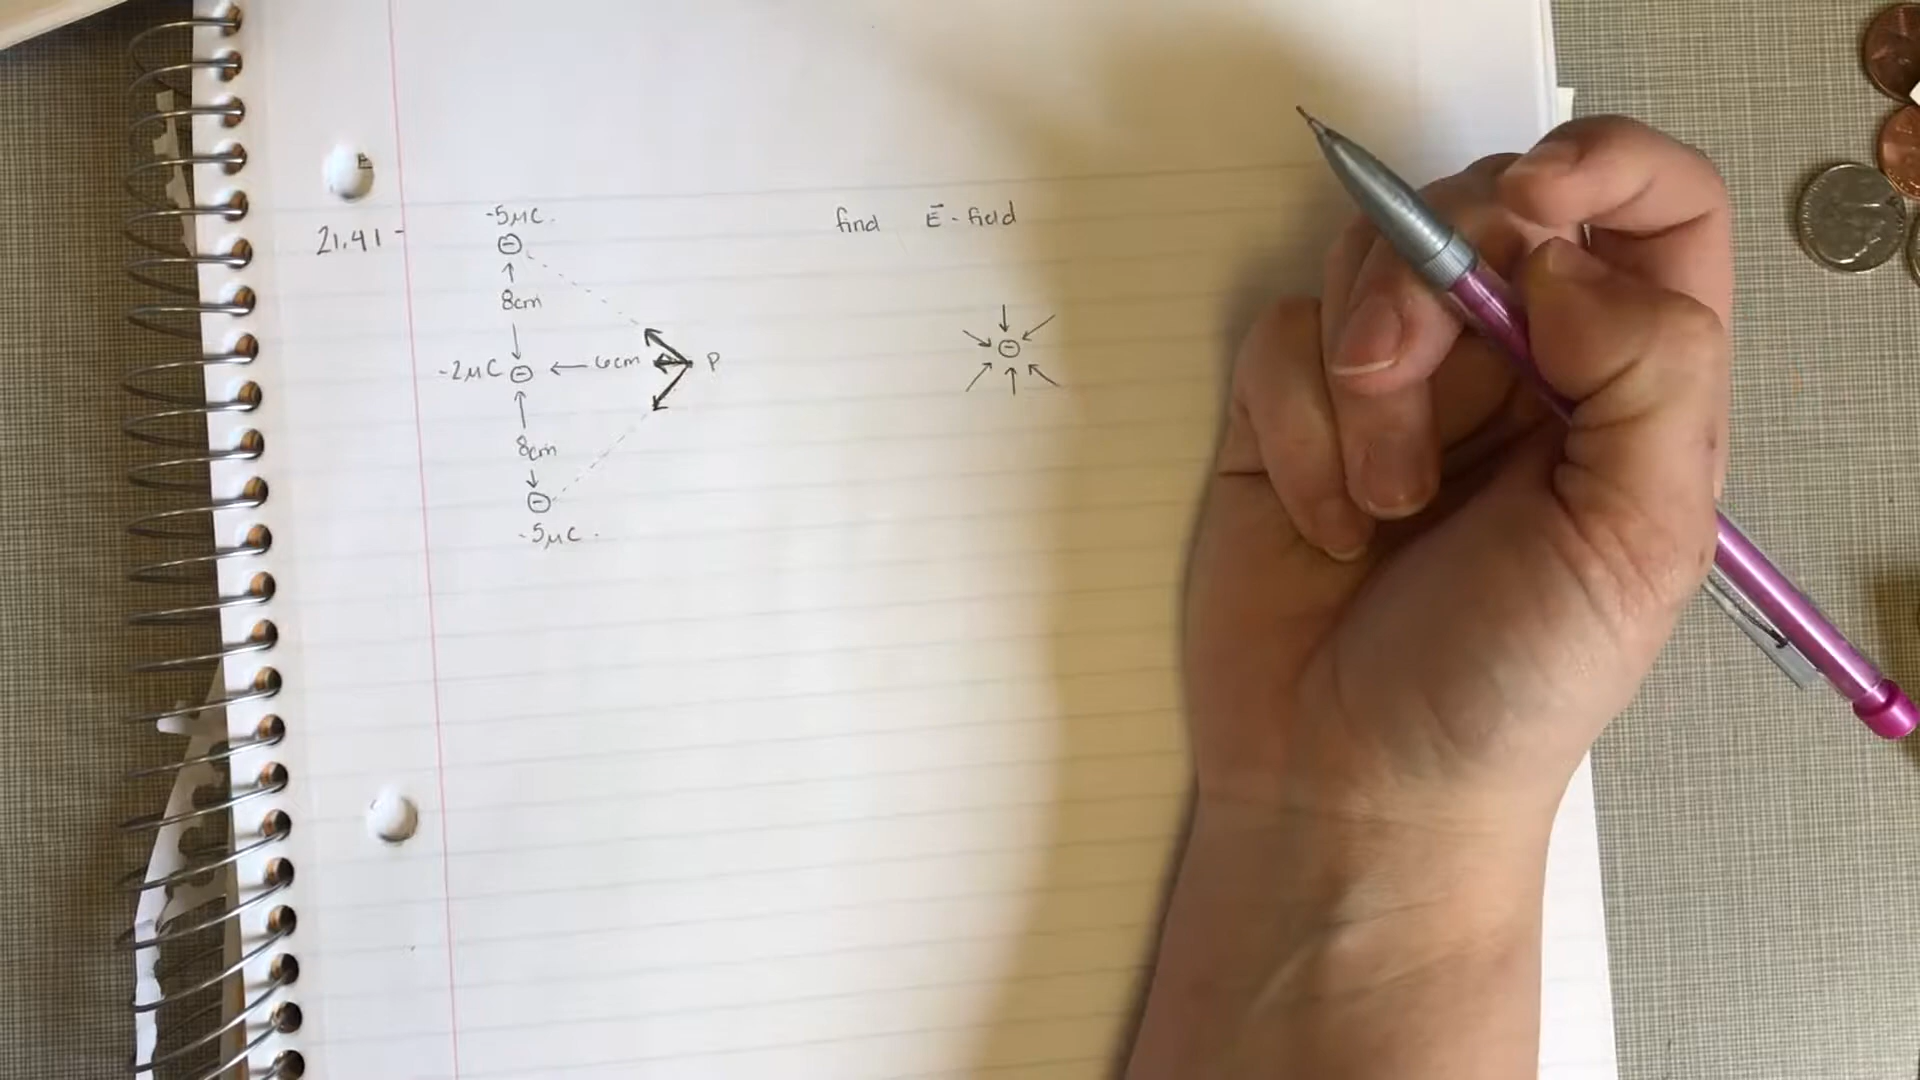 -5μC.
21.41 -
find E⃗-field
8cm
-2μC
6cm
P
8cm
-5μC.